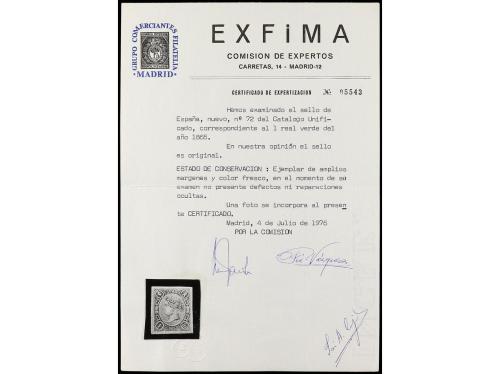 GRUPO COMERCIANTES FILATELIA
MADRID
EXFiMA
COMISION DE EXPERTOS
CARRETAS, 14 - MADRID-12
CERTIFICADO DE EXPERTIZACION Nº 05543
Hemos examinado el sello de
España, nuevo, nº 72 del Catalogo Unifi-
cado, correspondiente al 1 real verde del
año 1865.
En nuestra opinión el sello
es original.
ESTADO DE CONSERVACION : Ejemplar de amplios
margenes y color fresco, en el momento de su
examen no presenta defectos ni reparaciones
ocultas.
Una foto se incorpora al presen
te CERTIFICADO.
Madrid, 4 de Julio de 1976
POR LA COMISION